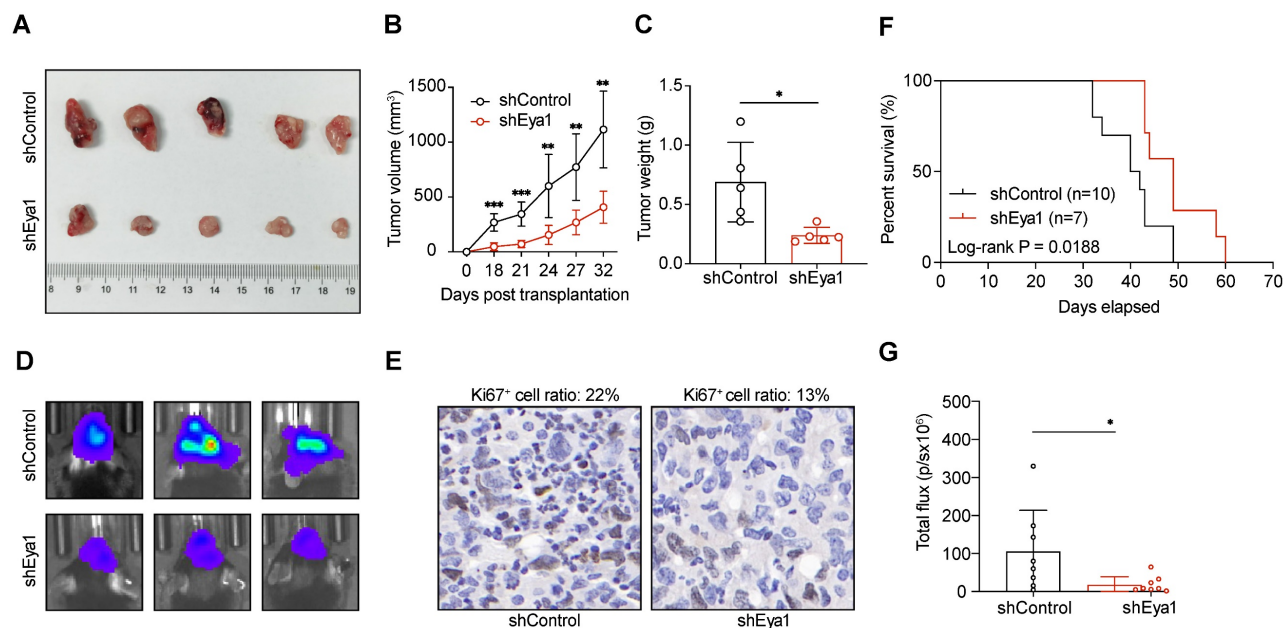 A
shControl
shEya1
8 9 10 11 12 13 14 15 16 17 18 19
B
Tumor volume (mm³)
1500
1000
500
0
shControl
shEya1
***
***
**
**
**
0 18 21 24 27 32
Days post transplantation
C
Tumor weight (g)
1.5
1.0
0.5
0.0
*
shControl shEya1
F
Percent survival (%)
100
50
0
shControl (n=10)
shEya1 (n=7)
Log-rank P = 0.0188
0 10 20 30 40 50 60 70
Days elapsed
D
shControl
shEya1
E
Ki67⁺ cell ratio: 22%
Ki67⁺ cell ratio: 13%
shControl
shEya1
G
Total flux (p/sx10⁶)
500
400
300
200
100
0
*
shControl shEya1